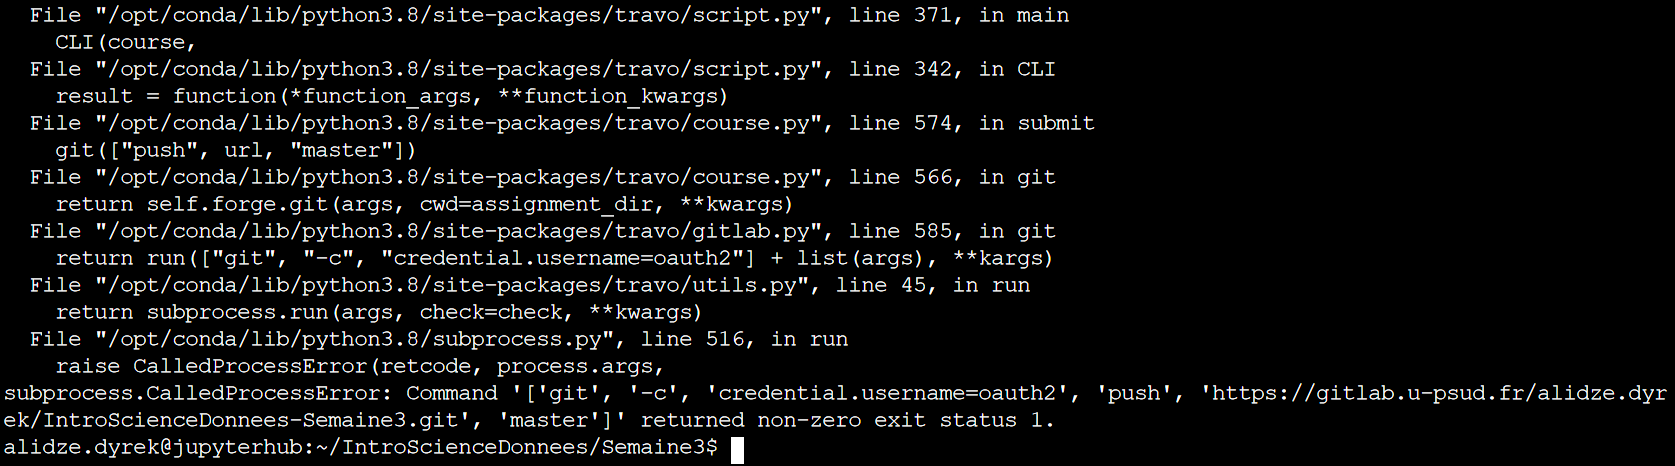 File "/opt/conda/lib/python3.8/site-packages/travo/script.py", line 371, in main
CLI(course,
File "/opt/conda/lib/python3.8/site-packages/travo/script.py", line 342, in CLI
result = function(*function_args, **function_kwargs)
File "/opt/conda/lib/python3.8/site-packages/travo/course.py", line 574, in submit
git(["push", url, "master"])
File "/opt/conda/lib/python3.8/site-packages/travo/course.py", line 566, in git
return self.forge.git(args, cwd=assignment_dir, **kwargs)
File "/opt/conda/lib/python3.8/site-packages/travo/gitlab.py", line 585, in git
return run(["git", "-c", "credential.username=oauth2"] + list(args), **kargs)
File "/opt/conda/lib/python3.8/site-packages/travo/utils.py", line 45, in run
return subprocess.run(args, check=check, **kwargs)
File "/opt/conda/lib/python3.8/subprocess.py", line 516, in run
raise CalledProcessError(retcode, process.args,
subprocess.CalledProcessError: Command '['git', '-c', 'credential.username=oauth2', 'push', 'https://gitlab.u-psud.fr/alidze.dyr
ek/IntroScienceDonnees-Semaine3.git', 'master']' returned non-zero exit status 1.
alidze.dyrek@jupyterhub:~/IntroScienceDonnees/Semaine3$